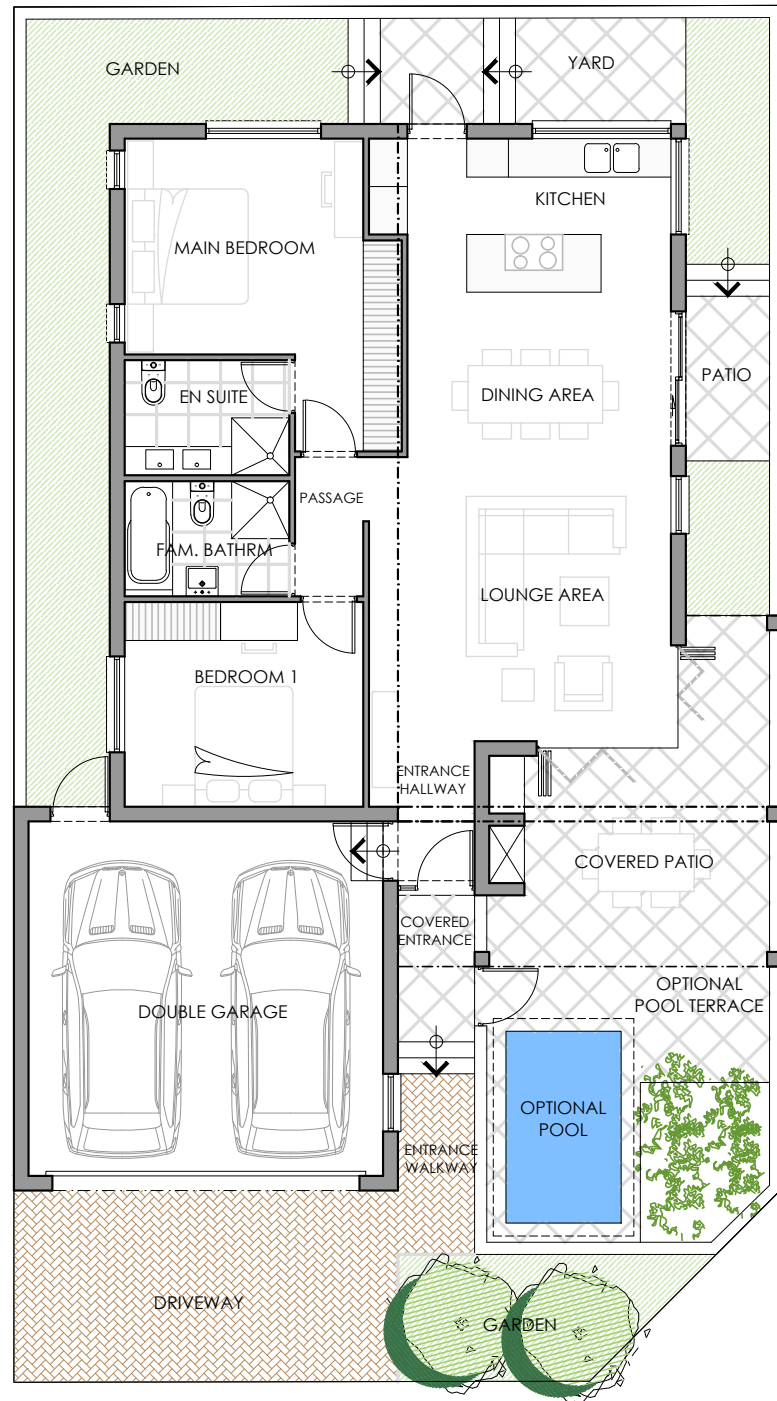 GARDEN
YARD
KITCHEN
MAIN BEDROOM
PATIO
EN SUITE
DINING AREA
PASSAGE
FAM. BATHRM
LOUNGE AREA
BEDROOM 1
ENTRANCE
HALLWAY
COVERED PATIO
COVERED
ENTRANCE
OPTIONAL
POOL TERRACE
DOUBLE GARAGE
OPTIONAL
POOL
ENTRANCE
WALKWAY
DRIVEWAY
GARDEN